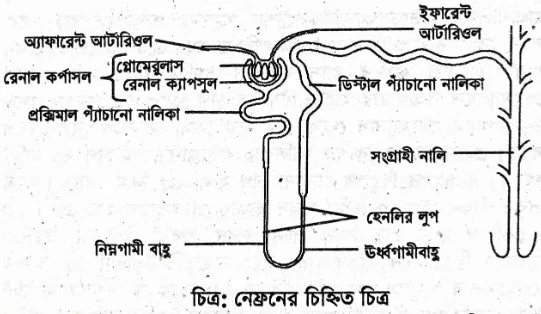 ইফারেন্ট
আর্টারিওল
অ্যাফারেন্ট আর্টারিওল
রেনাল কর্পাসল
গ্লোমেরুলাস
রেনাল ক্যাপসুল
ডিস্টাল প্যাঁচানো নালিকা
প্রক্সিমাল প্যাঁচানো নালিকা
সংগ্রাহী নালি
হেনলির লুপ
নিম্নগামী বাহু
ঊর্ধ্বগামীবাহু
চিত্র: নেফ্রনের চিহ্নিত চিত্র